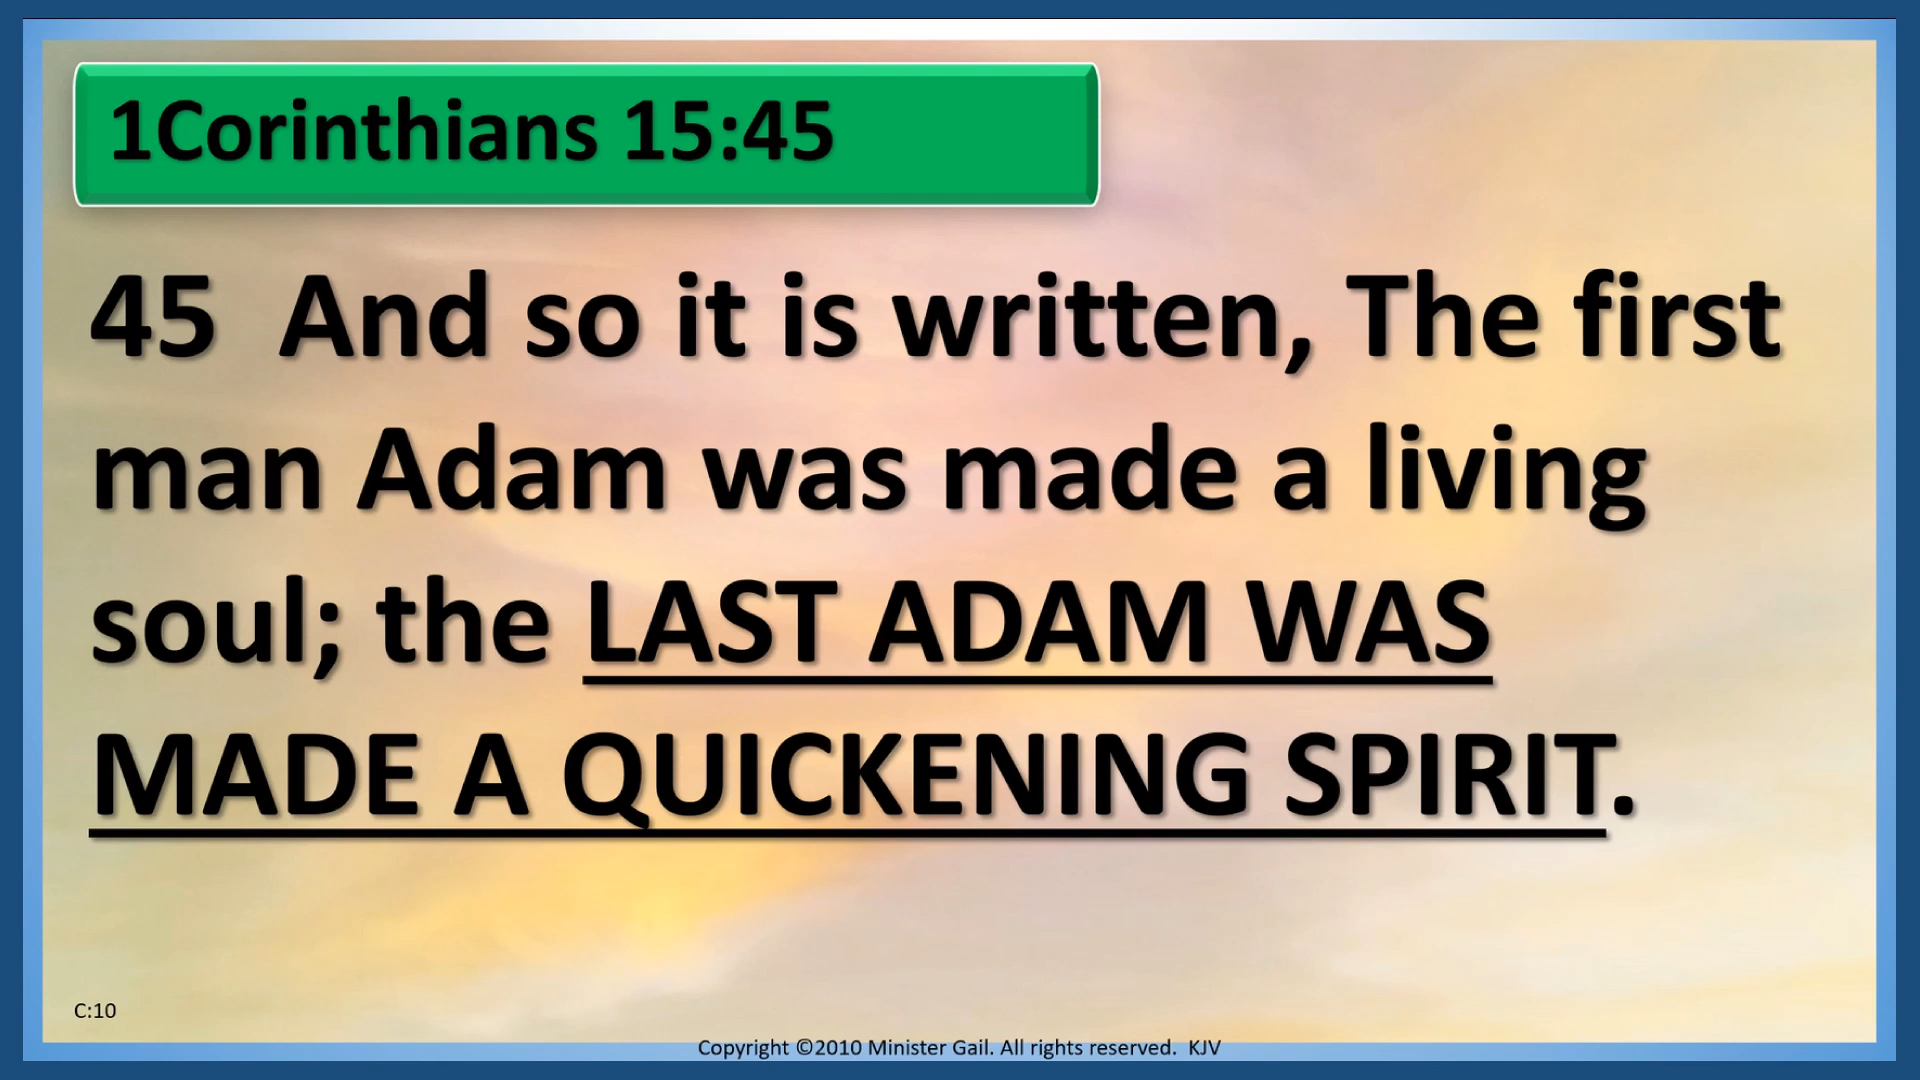 1Corinthians 15:45
45  And so it is written, The first
man Adam was made a living
soul; the LAST ADAM WAS
MADE A QUICKENING SPIRIT.
C:10
Copyright ©2010 Minister Gail. All rights reserved.  KJV